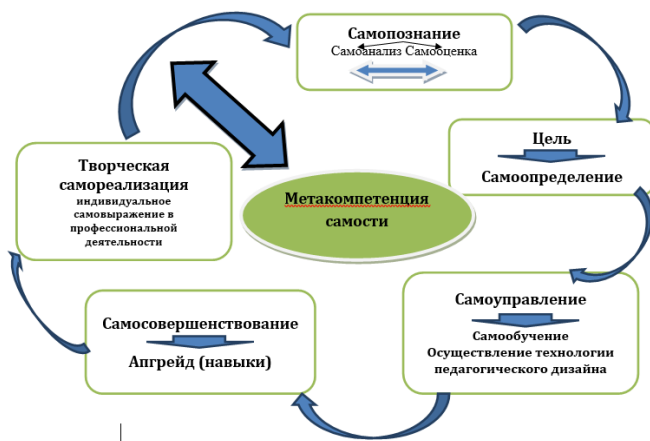 Самопознание
Самоанализ Самооценка
Цель
Самоопределение
Творческая
самореализация
индивидуальное
самовыражение в
профессиональной
деятельности
Метакомпетенция
самости
Самоуправление
Самообучение
Осуществление технологии
педагогического дизайна
Самосовершенствование
Апгрейд (навыки)